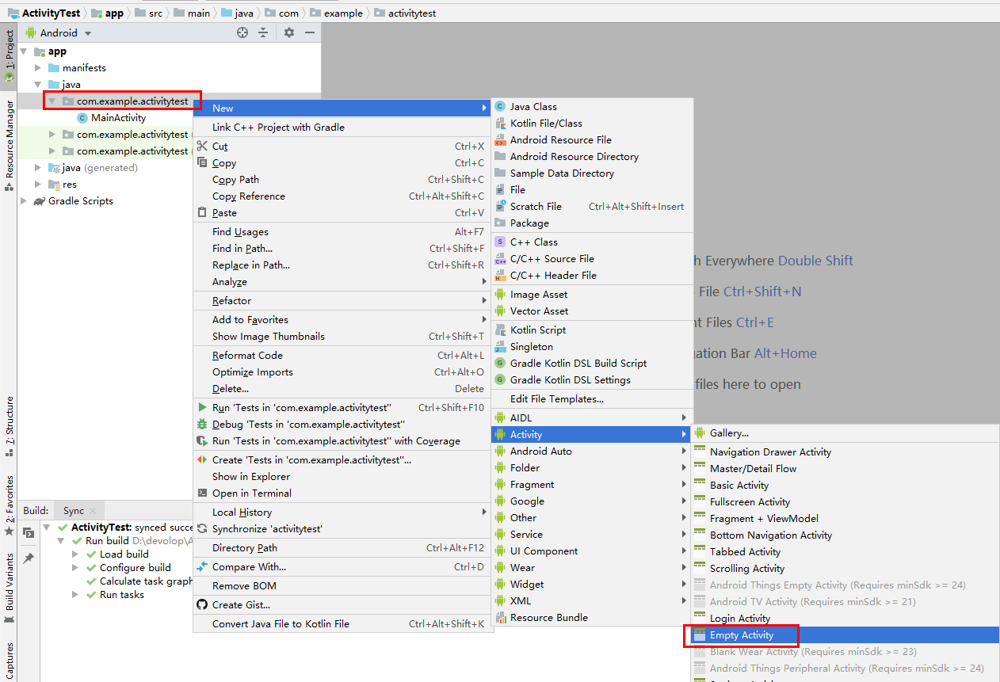 ActivityTest app src main java com example activitytest
1: Project
Resource Manager
7: Structure
2: Favorites
Build Variants
Captures
Android
app
manifests
java
com.example.activitytest
MainActivity
com.example.activitytest
com.example.activitytest
java (generated)
res
Gradle Scripts
New
Link C++ Project with Gradle
Cut Ctrl+X
Copy Ctrl+C
Copy Path Ctrl+Shift+C
Copy Reference Ctrl+Alt+Shift+C
Paste Ctrl+V
Find Usages Alt+F7
Find in Path... Ctrl+Shift+F
Replace in Path... Ctrl+Shift+R
Analyze
Refactor
Add to Favorites
Show Image Thumbnails Ctrl+Shift+T
Reformat Code Ctrl+Alt+L
Optimize Imports Ctrl+Alt+O
Delete... Delete
Run 'Tests in 'com.example.activitytest'' Ctrl+Shift+F10
Debug 'Tests in 'com.example.activitytest''
Run 'Tests in 'com.example.activitytest'' with Coverage
Create 'Tests in 'com.example.activitytest''...
Show in Explorer
Open in Terminal
Local History
Synchronize 'activitytest'
Directory Path Ctrl+Alt+F12
Compare With... Ctrl+D
Remove BOM
Create Gist...
Convert Java File to Kotlin File Ctrl+Alt+Shift+K
Java Class
Kotlin File/Class
Android Resource File
Android Resource Directory
Sample Data Directory
File
Scratch File Ctrl+Alt+Shift+Insert
Package
C++ Class
C/C++ Source File
C/C++ Header File
Image Asset
Vector Asset
Kotlin Script
Singleton
Gradle Kotlin DSL Build Script
Gradle Kotlin DSL Settings
Edit File Templates...
AIDL
Activity
Android Auto
Folder
Fragment
Google
Other
Service
UI Component
Wear
Widget
XML
Resource Bundle
Gallery...
Navigation Drawer Activity
Master/Detail Flow
Basic Activity
Fullscreen Activity
Fragment + ViewModel
Bottom Navigation Activity
Tabbed Activity
Scrolling Activity
Android Things Empty Activity (Requires minSdk >= 24)
Android TV Activity (Requires minSdk >= 21)
Login Activity
Empty Activity
Blank Wear Activity (Requires minSdk >= 23)
Android Things Peripheral Activity (Requires minSdk >= 24)
h Everywhere Double Shift
File Ctrl+Shift+N
nt Files Ctrl+E
gation Bar Alt+Home
files here to open
Build: Sync
ActivityTest: synced succe
Run build D:\devolop\A
Load build
Configure build
Calculate task graph
Run tasks